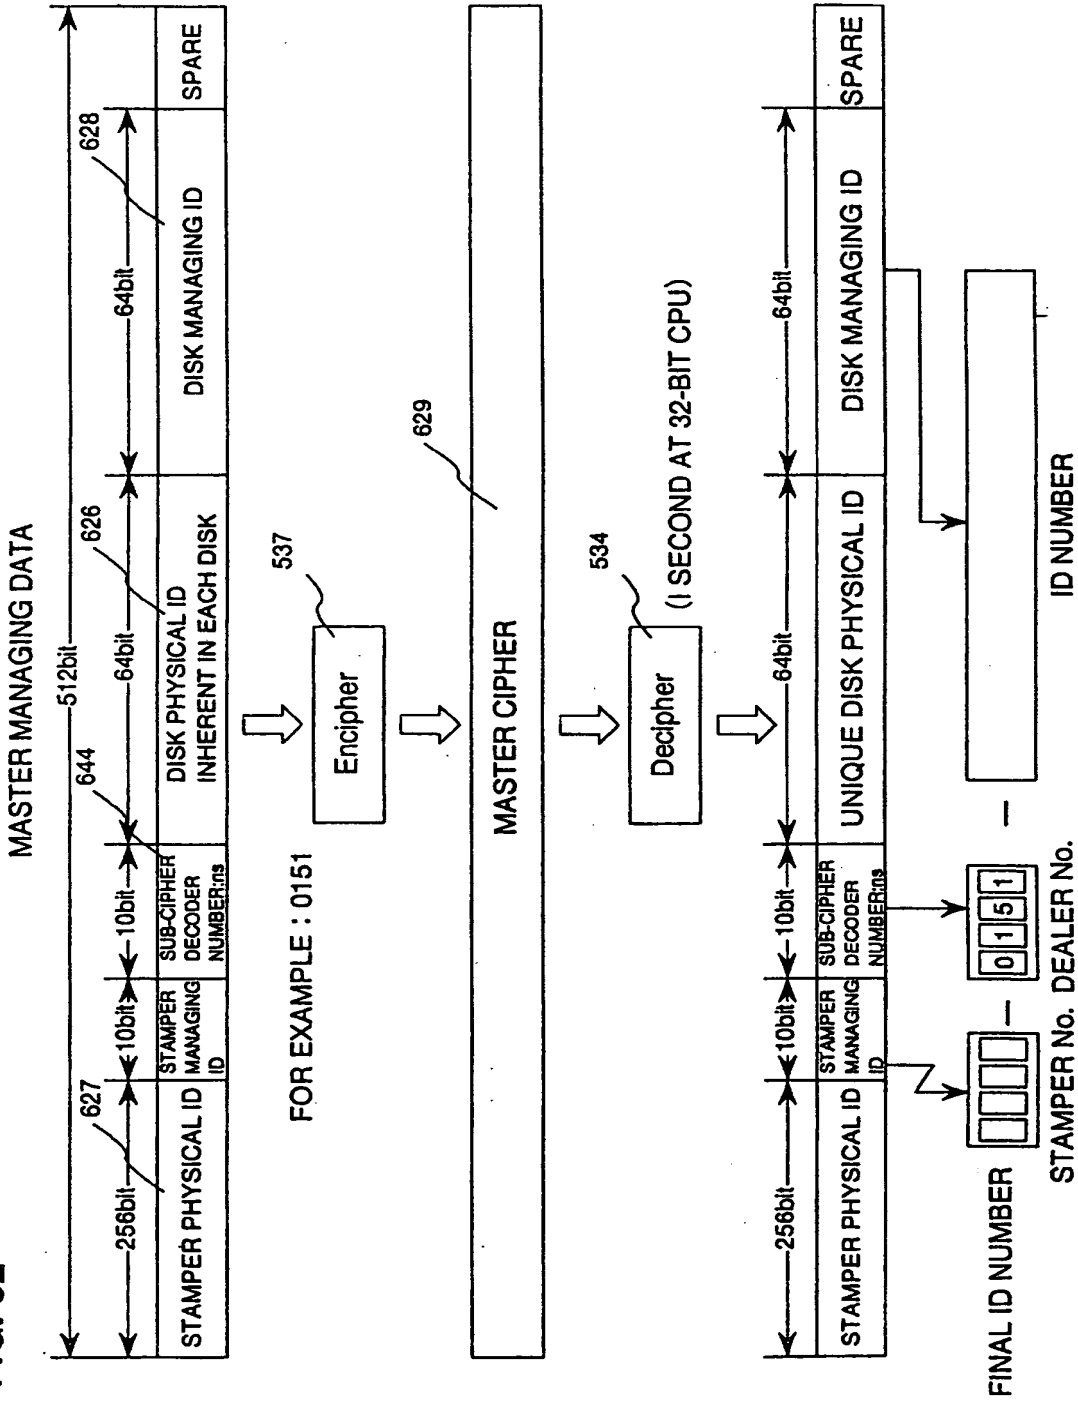 MASTER MANAGING DATA
512bit
627
644
626
628
256bit
10bit
10bit
64bit
64bit
STAMPER PHYSICAL ID
STAMPER
MANAGING
ID
SUB-CIPHER
DECODER
NUMBER:ns
DISK PHYSICAL ID
INHERENT IN EACH DISK
DISK MANAGING ID
SPARE
FOR EXAMPLE : 0151
Encipher
537
MASTER CIPHER
629
Decipher
534
(I SECOND AT 32-BIT CPU)
256bit
10bit
10bit
64bit
64bit
STAMPER PHYSICAL ID
STAMPER
MANAGING
ID
SUB-CIPHER
DECODER
NUMBER:ns
UNIQUE DISK PHYSICAL ID
DISK MANAGING ID
SPARE
FINAL ID NUMBER
— 0 1 5 1 —
STAMPER No. DEALER No.
ID NUMBER